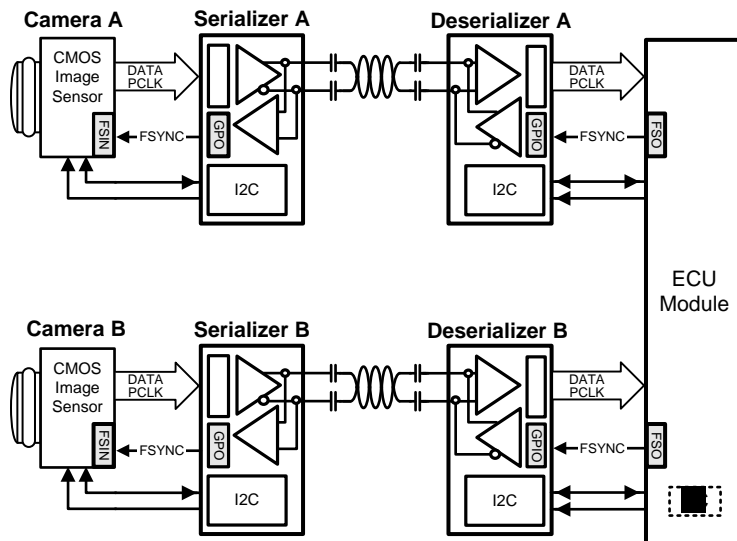 Camera A
Serializer A
Deserializer A
CMOS
Image
Sensor
DATA
PCLK
DATA
PCLK
FSIN
FSYNC
GPO
GPIO
FSYNC
FSO
I2C
I2C
ECU
Module
Camera B
Serializer B
Deserializer B
CMOS
Image
Sensor
DATA
PCLK
DATA
PCLK
FSIN
FSYNC
GPO
GPIO
FSYNC
FSO
I2C
I2C